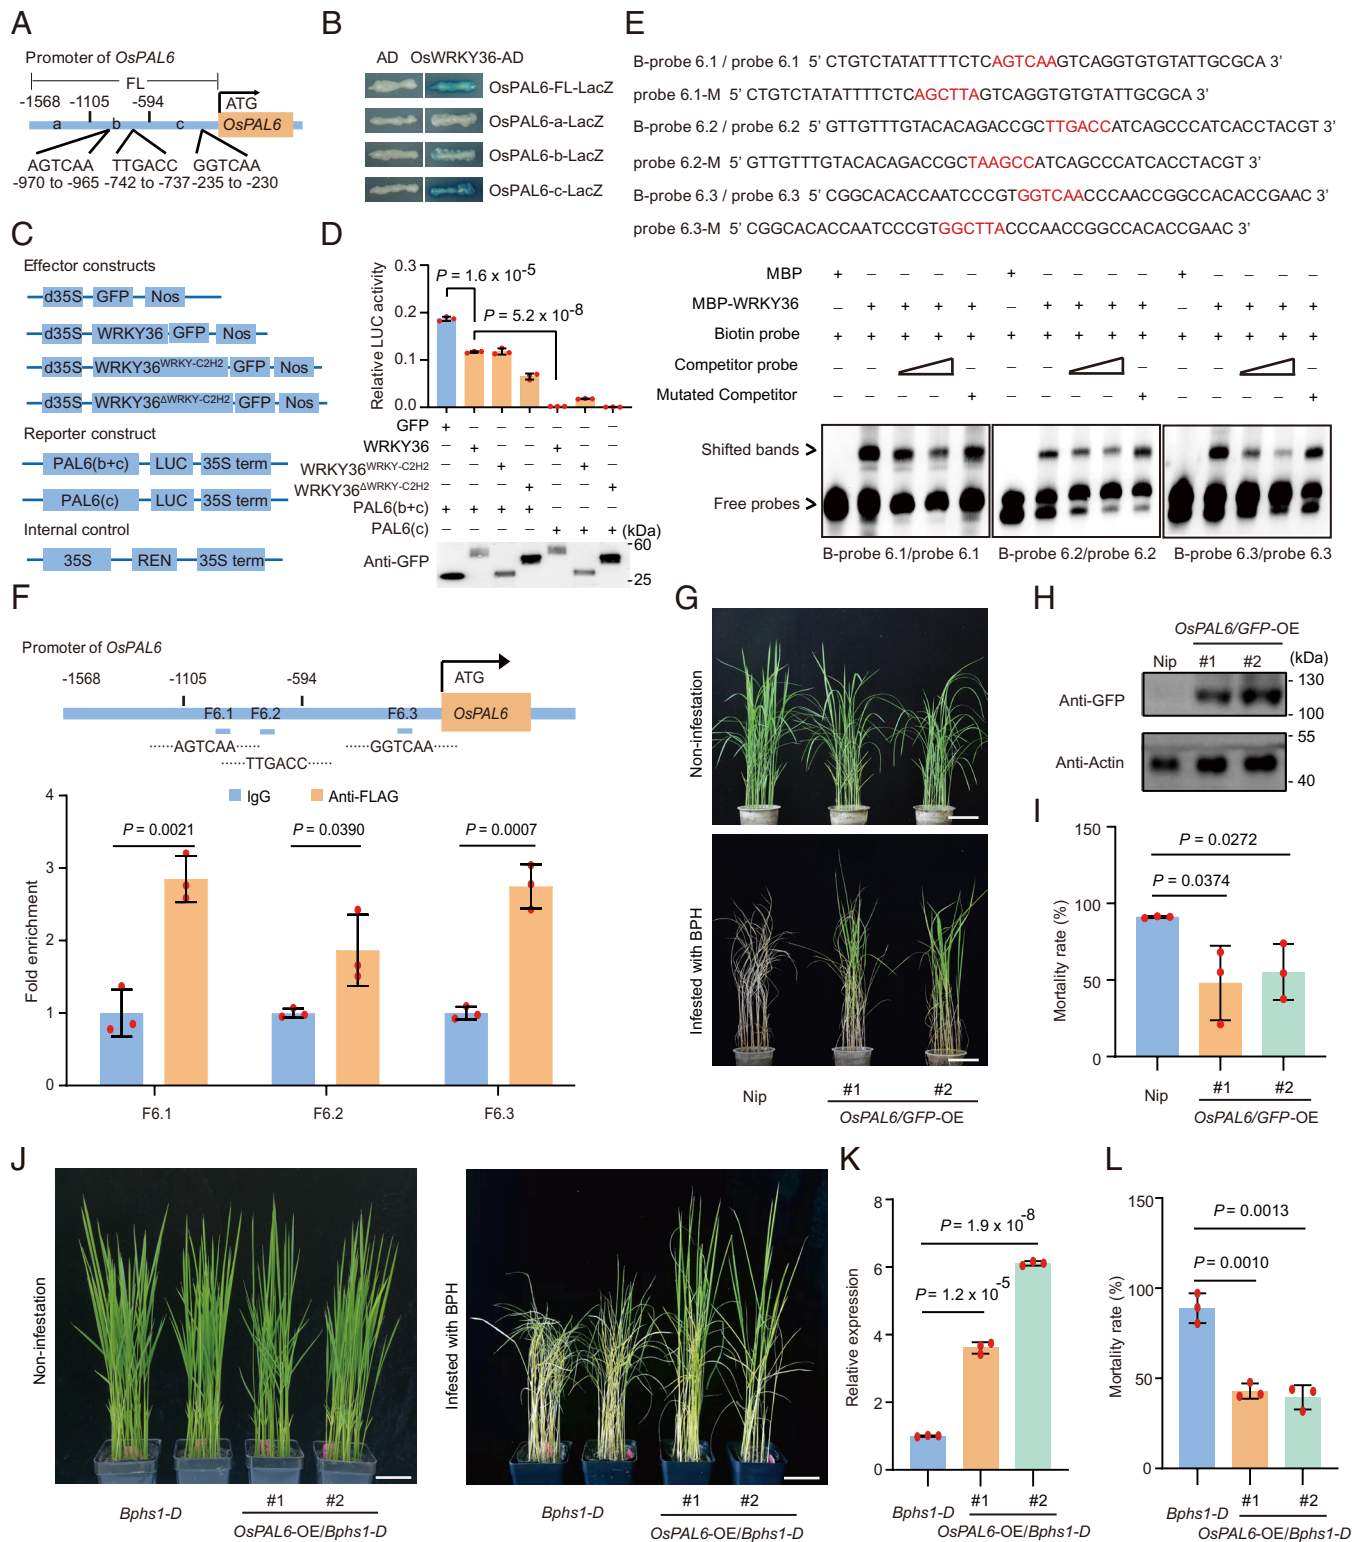 A
Promoter of OsPAL6
FL
-1568 -1105 -594 ATG
a b c OsPAL6
AGTCAA TTGACC GGTCAA
-970 to -965 -742 to -737 -235 to -230
B
AD OsWRKY36-AD
OsPAL6-FL-LacZ
OsPAL6-a-LacZ
OsPAL6-b-LacZ
OsPAL6-c-LacZ
C
Effector constructs
d35S GFP Nos
d35S WRKY36 GFP Nos
d35S WRKY36WRKY-C2H2 GFP Nos
d35S WRKY36ΔWRKY-C2H2 GFP Nos
Reporter construct
PAL6(b+c) LUC 35S term
PAL6(c) LUC 35S term
Internal control
35S REN 35S term
D
Relative LUC activity
0.3
0.2
0.1
0.0
P = 1.6 x 10-5
P = 5.2 x 10-8
GFP + − − − − − −
WRKY36 − + − − + − −
WRKY36WRKY-C2H2 − − + − − + −
WRKY36ΔWRKY-C2H2 − − − + − − +
PAL6(b+c) + + + + − − −
PAL6(c) − − − − + + + (kDa)
Anti-GFP
-60
-25
E
B-probe 6.1 / probe 6.1 5’ CTGTCTATATTTTCTCAGTCAAGTCAGGTGTGTATTGCGCA 3’
probe 6.1-M 5’ CTGTCTATATTTTCTCAGCTTAGTCAGGTGTGTATTGCGCA 3’
B-probe 6.2 / probe 6.2 5’ GTTGTTTGTACACAGACCGCTTGACCATCAGCCCATCACCTACGT 3’
probe 6.2-M 5’ GTTGTTTGTACACAGACCGCTAAGCCATCAGCCCATCACCTACGT 3’
B-probe 6.3 / probe 6.3 5’ CGGCACACCAATCCCGTGGTCAACCCAACCGGCCACACCGAAC 3’
probe 6.3-M 5’ CGGCACACCAATCCCGTGGCTTACCCAACCGGCCACACCGAAC 3’
MBP + − − − − + − − − − + − − − −
MBP-WRKY36 − + + + + − + + + + − + + + +
Biotin probe + + + + + + + + + + + + + + +
Competitor probe − − − − − − − − −
Mutated Competitor − − − − + − − − − + − − − − +
Shifted bands >
Free probes >
B-probe 6.1/probe 6.1 B-probe 6.2/probe 6.2 B-probe 6.3/probe 6.3
F
Promoter of OsPAL6
-1568 -1105 -594 ATG
F6.1 F6.2 F6.3 OsPAL6
······AGTCAA······ ······GGTCAA······
······TTGACC······
IgG Anti-FLAG
Fold enrichment
4
3
2
1
0
P = 0.0021 P = 0.0390 P = 0.0007
F6.1 F6.2 F6.3
G
Non-infestation
Infested with BPH
Nip #1 #2
OsPAL6/GFP-OE
H
OsPAL6/GFP-OE
Nip #1 #2 (kDa)
Anti-GFP
- 130
- 100
Anti-Actin
- 55
- 40
I
Mortality rate (%)
150
100
50
0
P = 0.0272
P = 0.0374
Nip #1 #2
OsPAL6/GFP-OE
J
Non-infestation
Bphs1-D #1 #2
OsPAL6-OE/Bphs1-D
Infested with BPH
Bphs1-D #1 #2
OsPAL6-OE/Bphs1-D
K
Relative expression
8
6
4
2
0
P = 1.9 x 10-8
P = 1.2 x 10-5
Bphs1-D #1 #2
OsPAL6-OE/Bphs1-D
L
Mortality rate (%)
150
100
50
0
P = 0.0013
P = 0.0010
Bphs1-D #1 #2
OsPAL6-OE/Bphs1-D